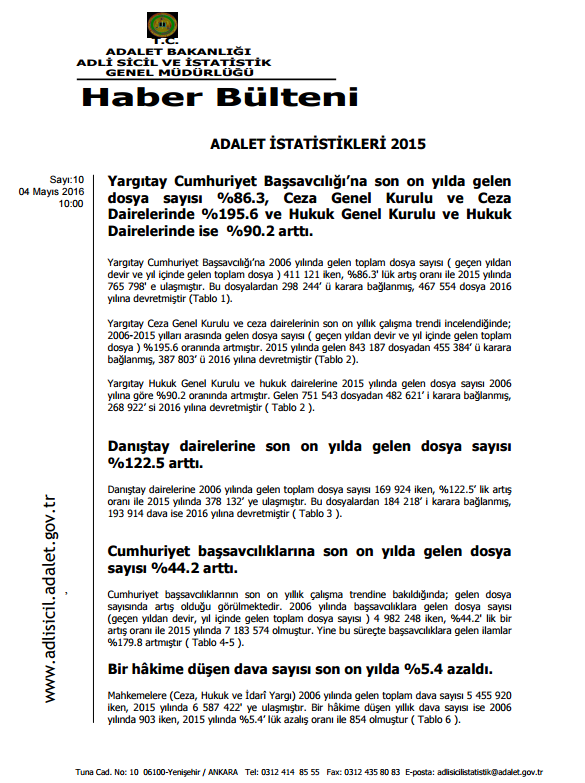 T.C.
ADALET BAKANLIĞI
ADLİ SİCİL VE İSTATİSTİK
GENEL MÜDÜRLÜĞÜ
Haber Bülteni
ADALET İSTATİSTİKLERİ 2015
Sayı:10
04 Mayıs 2016
10:00
Yargıtay Cumhuriyet Başsavcılığı’na son on yılda gelen
dosya sayısı %86.3, Ceza Genel Kurulu ve Ceza
Dairelerinde %195.6 ve Hukuk Genel Kurulu ve Hukuk
Dairelerinde ise %90.2 arttı.
Yargıtay Cumhuriyet Başsavcılığı’na 2006 yılında gelen toplam dosya sayısı ( geçen yıldan
devir ve yıl içinde gelen toplam dosya ) 411 121 iken, %86.3' lük artış oranı ile 2015 yılında
765 798' e ulaşmıştır. Bu dosyalardan 298 244’ ü karara bağlanmış, 467 554 dosya 2016
yılına devretmiştir (Tablo 1).
Yargıtay Ceza Genel Kurulu ve ceza dairelerinin son on yıllık çalışma trendi incelendiğinde;
2006-2015 yılları arasında gelen dosya sayısı ( geçen yıldan devir ve yıl içinde gelen toplam
dosya ) %195.6 oranında artmıştır. 2015 yılında gelen 843 187 dosyadan 455 384’ ü karara
bağlanmış, 387 803’ ü 2016 yılına devretmiştir (Tablo 2).
Yargıtay Hukuk Genel Kurulu ve hukuk dairelerine 2015 yılında gelen dosya sayısı 2006
yılına göre %90.2 oranında artmıştır. Gelen 751 543 dosyadan 482 621’ i karara bağlanmış,
268 922’ si 2016 yılına devretmiştir ( Tablo 2 ).
Danıştay dairelerine son on yılda gelen dosya sayısı
%122.5 arttı.
Danıştay dairelerine 2006 yılında gelen toplam dosya sayısı 169 924 iken, %122.5’ lik artış
oranı ile 2015 yılında 378 132’ ye ulaşmıştır. Bu dosyalardan 184 218’ i karara bağlanmış,
193 914 dava ise 2016 yılına devretmiştir ( Tablo 3 ).
Cumhuriyet başsavcılıklarına son on yılda gelen dosya
sayısı %44.2 arttı.
Cumhuriyet başsavcılıklarının son on yıllık çalışma trendine bakıldığında; gelen dosya
sayısında artış olduğu görülmektedir. 2006 yılında başsavcılıklara gelen dosya sayısı
(geçen yıldan devir, yıl içinde gelen toplam dosya sayısı ) 4 982 248 iken, %44.2' lik bir
artış oranı ile 2015 yılında 7 183 574 olmuştur. Yine bu süreçte başsavcılıklara gelen ilamlar
%179.8 artmıştır ( Tablo 4-5 ).
Bir hâkime düşen dava sayısı son on yılda %5.4 azaldı.
Mahkemelere (Ceza, Hukuk ve İdarî Yargı) 2006 yılında gelen toplam dava sayısı 5 455 920
iken, 2015 yılında 6 587 422' ye ulaşmıştır. Bir hâkime düşen yıllık dava sayısı ise 2006
yılında 903 iken, 2015 yılında %5.4’ lük azalış oranı ile 854 olmuştur ( Tablo 6 ).
www.adlisicil.adalet.gov.tr
Tuna Cad. No: 10 06100-Yenişehir / ANKARA Tel: 0312 414 85 55 Fax: 0312 435 80 83 E-posta: adlisicilistatistik@adalet.gov.tr